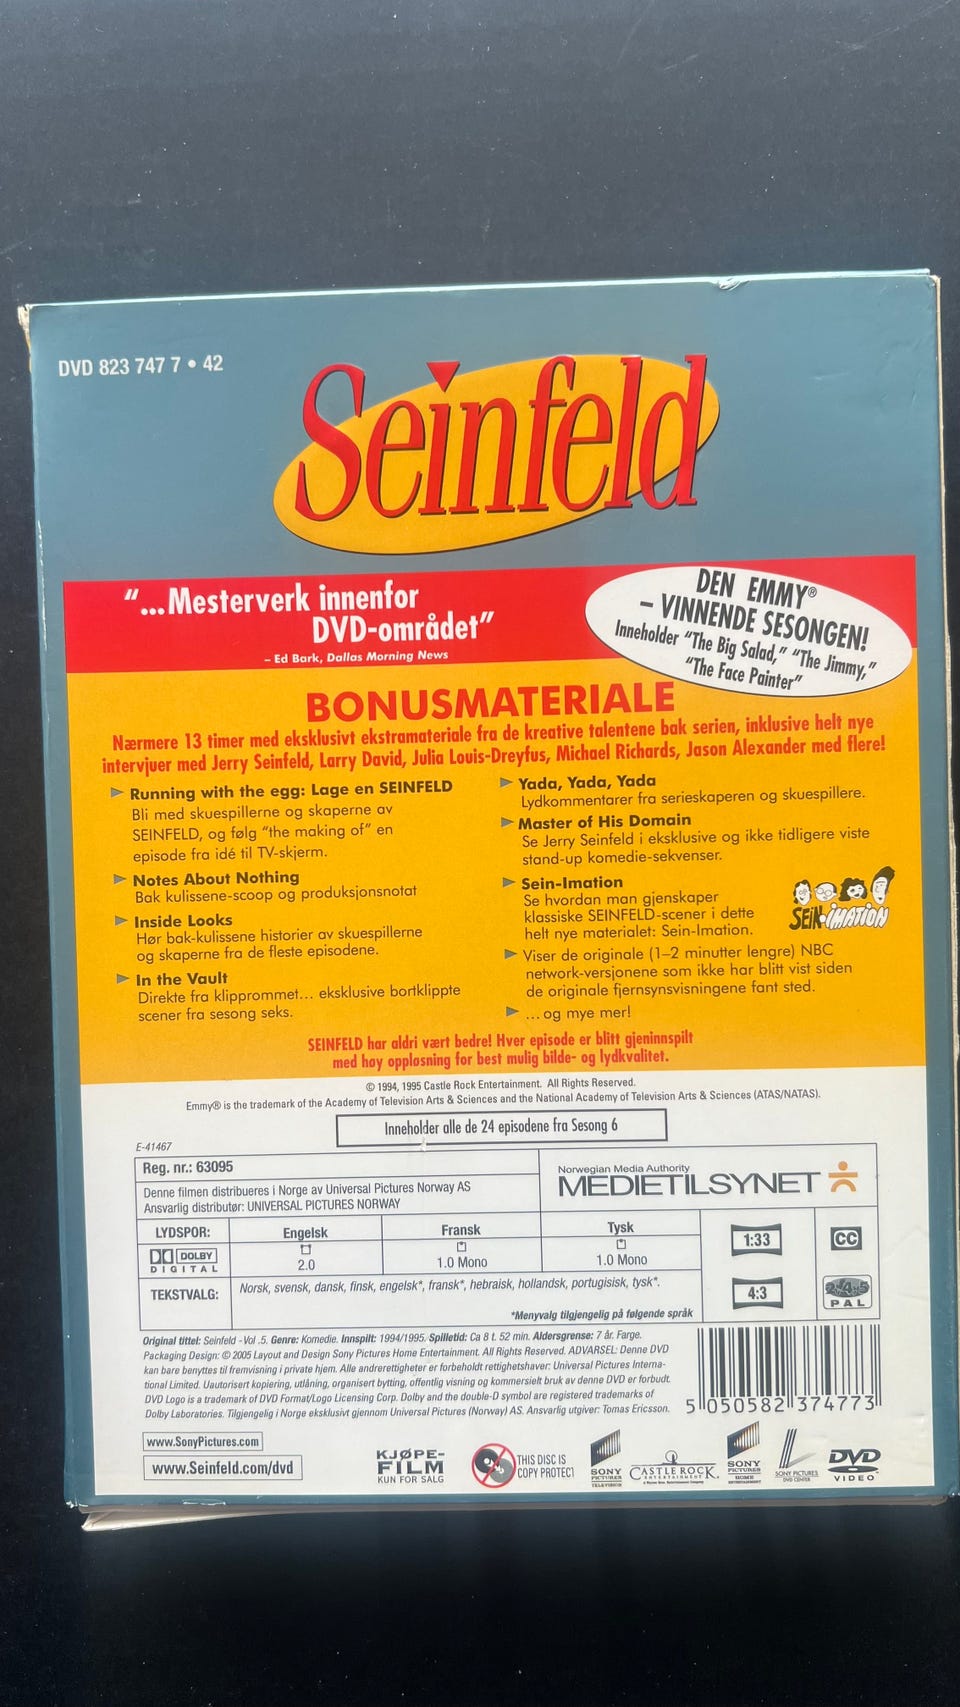 DVD 823 747 7 • 42
Seinfeld
“...Mesterverk innenfor
DVD-området”
– Ed Bark, Dallas Morning News
DEN EMMY®
– VINNENDE SESONGEN!
Inneholder “The Big Salad,” “The Jimmy,”
“The Face Painter”
BONUSMATERIALE
Nærmere 13 timer med eksklusivt ekstramateriale fra de kreative talentene bak serien, inklusive helt nye
intervjuer med Jerry Seinfeld, Larry David, Julia Louis-Dreyfus, Michael Richards, Jason Alexander med flere!
Running with the egg: Lage en SEINFELD
Bli med skuespillerne og skaperne av
SEINFELD, og følg “the making of” en
episode fra idé til TV-skjerm.
Notes About Nothing
Bak kulissene-scoop og produksjonsnotat
Inside Looks
Hør bak-kulissene historier av skuespillerne
og skaperne fra de fleste episodene.
In the Vault
Direkte fra klipprommet... eksklusive bortklippte
scener fra sesong seks.
Yada, Yada, Yada
Lydkommentarer fra serieskaperen og skuespillere.
Master of His Domain
Se Jerry Seinfeld i eksklusive og ikke tidligere viste
stand-up komedie-sekvenser.
Sein-Imation
Se hvordan man gjenskaper
klassiske SEINFELD-scener i dette
helt nye materialet: Sein-Imation.
SEIN-IMATION
Viser de originale (1–2 minutter lengre) NBC
network-versjonene som ikke har blitt vist siden
de originale fjernsynsvisningene fant sted.
...og mye mer!
SEINFELD har aldri vært bedre! Hver episode er blitt gjeninnspilt
med høy oppløsning for best mulig bilde- og lydkvalitet.
© 1994, 1995 Castle Rock Entertainment. All Rights Reserved.
Emmy® is the trademark of the Academy of Television Arts & Sciences and the National Academy of Television Arts & Sciences (ATAS/NATAS).
Inneholder alle de 24 episodene fra Sesong 6
E-41467
Reg. nr.: 63095
Denne filmen distribueres i Norge av Universal Pictures Norway AS
Ansvarlig distributør: UNIVERSAL PICTURES NORWAY
Norwegian Media Authority
MEDIETILSYNET
LYDSPOR: Engelsk Fransk Tysk
DOLBY
DIGITAL
2.0 1.0 Mono 1.0 Mono
TEKSTVALG: Norsk, svensk, dansk, finsk, engelsk*, fransk*, hebraisk, hollandsk, portugisisk, tysk*.
*Menyvalg tilgjengelig på følgende språk
1:33
CC
4:3
2•4•5
PAL
Original tittel: Seinfeld - Vol .5. Genre: Komedie. Innspilt: 1994/1995. Spilletid: Ca 8 t. 52 min. Aldersgrense: 7 år. Farge.
Packaging Design: © 2005 Layout and Design Sony Pictures Home Entertainment. All Rights Reserved. ADVARSEL: Denne DVD
kan bare benyttes til fremvisning i private hjem. Alle andrerettigheter er forbeholdt rettighetshaver: Universal Pictures Interna-
tional Limited. Uautorisert kopiering, utlåning, organisert bytting, offentlig visning og kommersielt bruk av denne DVD er forbudt.
DVD Logo is a trademark of DVD Format/Logo Licensing Corp. Dolby and the double-D symbol are registered trademarks of
Dolby Laboratories. Tilgjengelig i Norge eksklusivt gjennom Universal Pictures (Norway) AS. Ansvarlig utgiver: Tomas Ericsson.
5 050582 374773
www.SonyPictures.com
www.Seinfeld.com/dvd
KJØPE-
FILM
KUN FOR SALG
THIS DISC IS
COPY PROTECT
SONY
PICTURES
TELEVISION
CASTLE ROCK
ENTERTAINMENT
SONY
PICTURES
HOME
ENTERTAINMENT
SONY PICTURES
DVD CENTER
DVD
VIDEO